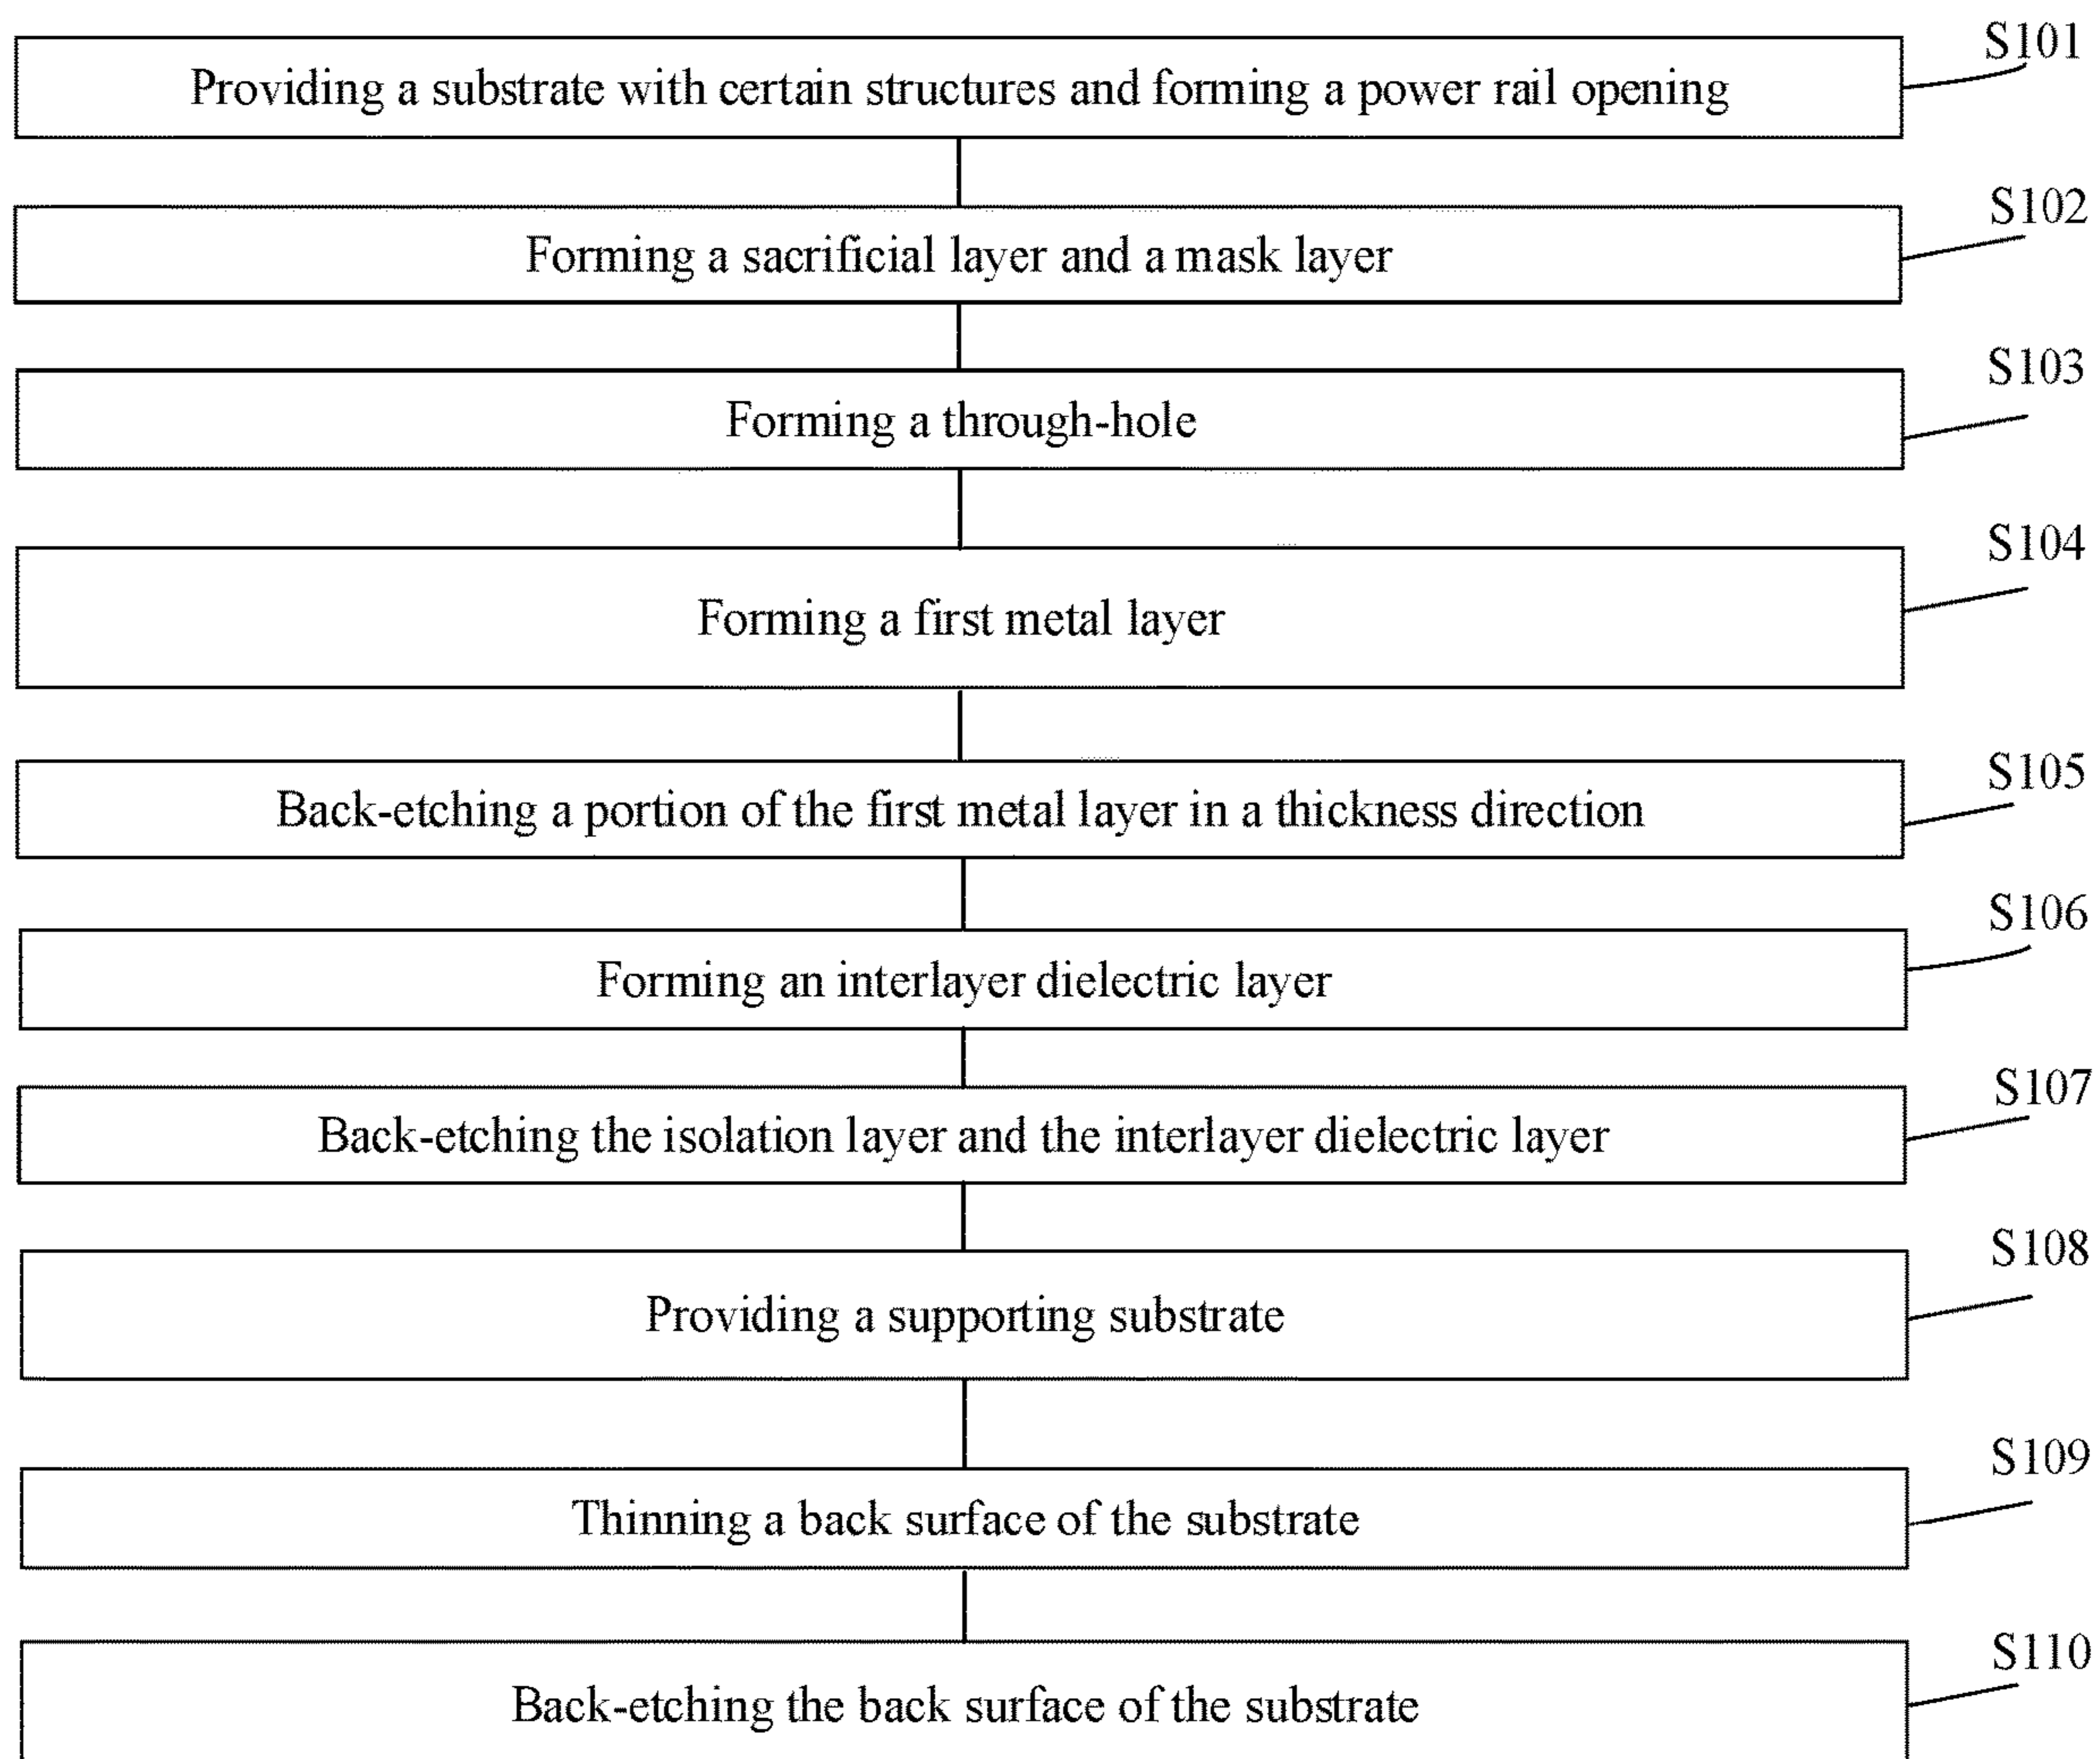 S101
Providing a substrate with certain structures and forming a power rail opening
S102
Forming a sacrificial layer and a mask layer
S103
Forming a through-hole
S104
Forming a first metal layer
S105
Back-etching a portion of the first metal layer in a thickness direction
S106
Forming an interlayer dielectric layer
S107
Back-etching the isolation layer and the interlayer dielectric layer
S108
Providing a supporting substrate
S109
Thinning a back surface of the substrate
S110
Back-etching the back surface of the substrate